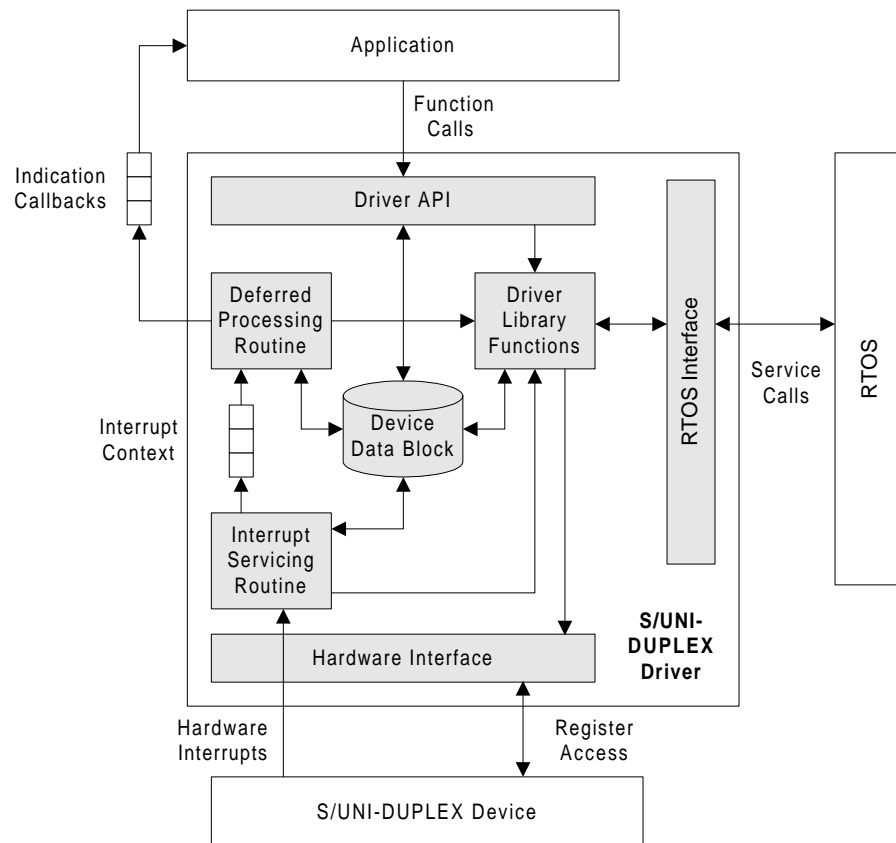 Application
Function
Calls
Indication
Callbacks
Driver API
Deferred
Processing
Routine
Driver
Library
Functions
RTOS Interface
Service
Calls
RTOS
Interrupt
Context
Device
Data Block
Interrupt
Servicing
Routine
S/UNI-
DUPLEX
Driver
Hardware Interface
Hardware
Interrupts
Register
Access
S/UNI-DUPLEX Device